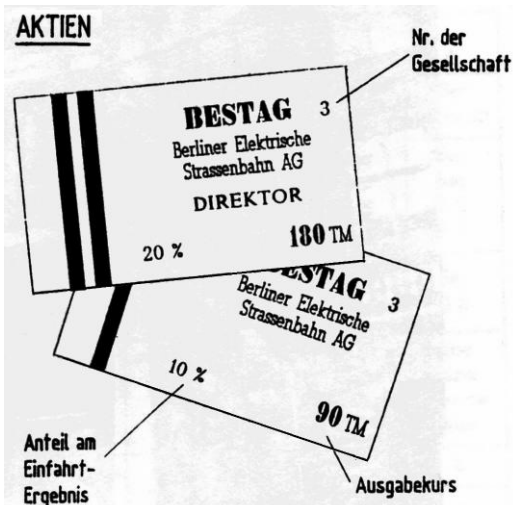 AKTIEN
Nr. der
Gesellschaft
BESTAG 3
Berliner Elektrische
Strassenbahn AG
DIREKTOR
20 % 180 TM
BESTAG 3
Berliner Elektrische
Strassenbahn AG
10 % 90 TM
Anteil am
Einfahrt-
Ergebnis
Ausgabekurs